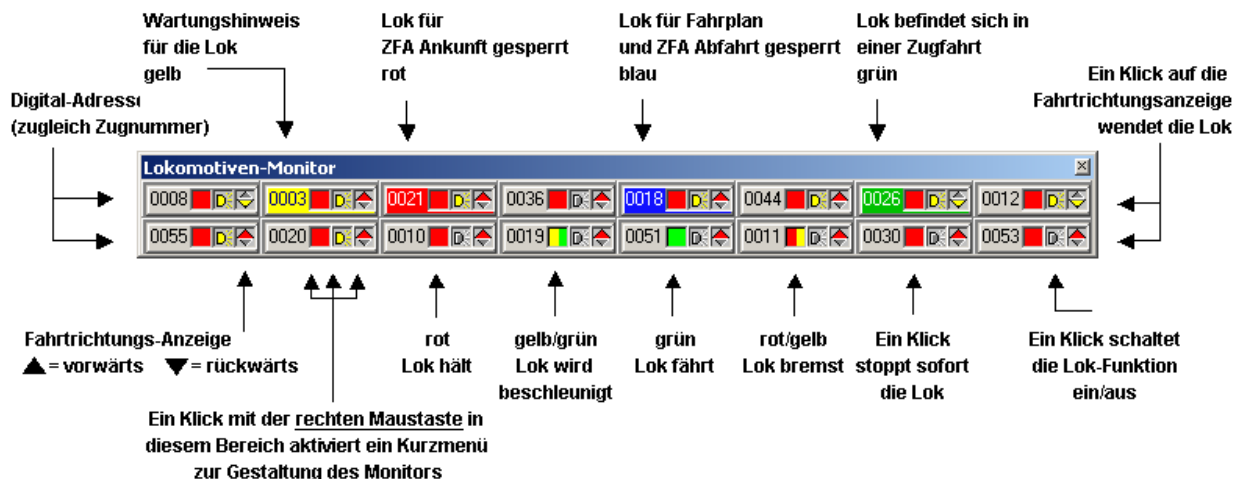 Wartungshinweis
für die Lok
gelb
Lok für
ZFA Ankunft gesperrt
rot
Lok für Fahrplan
und ZFA Abfahrt gesperrt
blau
Lok befindet sich in
einer Zugfahrt
grün
Digital-Adresse
(zugleich Zugnummer)
Ein Klick auf die
Fahrtrichtungsanzeige
wendet die Lok
Lokomotiven-Monitor
0008 D 0003 D 0021 D 0036 D 0018 D 0044 D 0026 D 0012 D
0055 D 0020 D 0010 D 0019 D 0051 D 0011 D 0030 D 0053 D
Fahrtrichtungs-Anzeige
▲= vorwärts ▼= rückwärts
rot
Lok hält
gelb/grün
Lok wird
beschleunigt
grün
Lok fährt
rot/gelb
Lok bremst
Ein Klick
stoppt sofort
die Lok
Ein Klick schaltet
die Lok-Funktion
ein/aus
Ein Klick mit der rechten Maustaste in
diesem Bereich aktiviert ein Kurzmenü
zur Gestaltung des Monitors